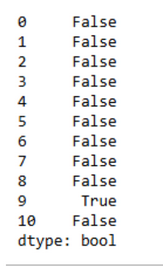 0 False
1 False
2 False
3 False
4 False
5 False
6 False
7 False
8 False
9 True
10 False
dtype: bool